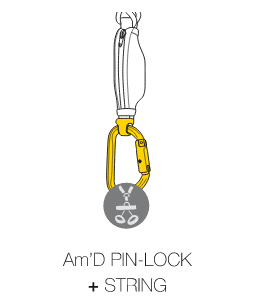 Am'D PIN-LOCK
+ STRING